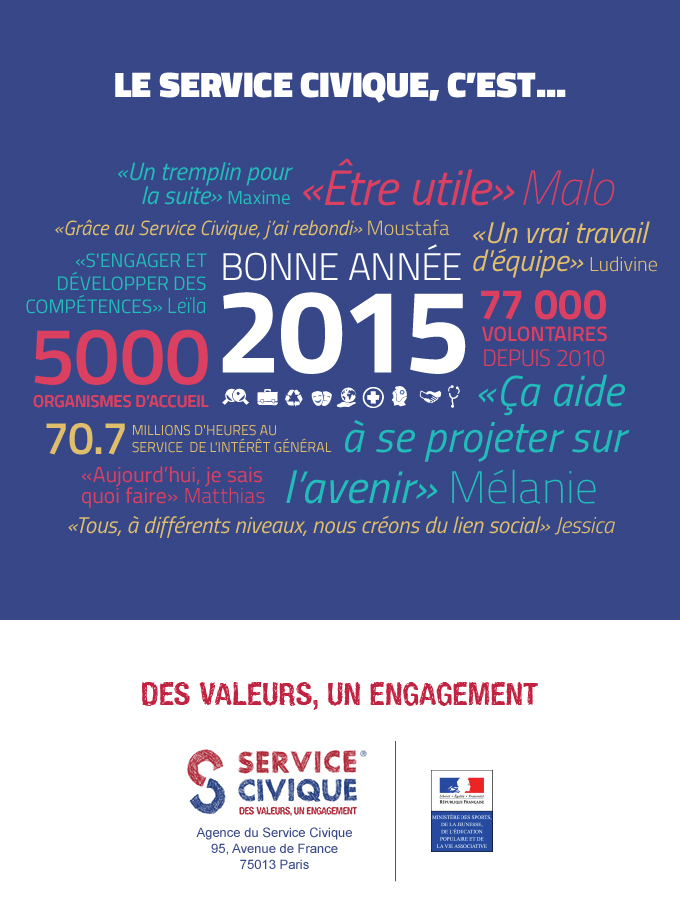 LE SERVICE CIVIQUE, C'EST...
«Un tremplin pour
la suite» Maxime
«Être utile» Malo
«Grâce au Service Civique, j'ai rebondi» Moustafa
«Un vrai travail
d'équipe» Ludivine
«S'ENGAGER ET
DÉVELOPPER DES
COMPÉTENCES» Leïla
BONNE ANNÉE
2015
77 000
VOLONTAIRES
DEPUIS 2010
5000
ORGANISMES D'ACCUEIL
«Ça aide
à se projeter sur
l'avenir» Mélanie
70.7 MILLIONS D'HEURES AU
SERVICE DE L'INTÉRÊT GÉNÉRAL
«Aujourd'hui, je sais
quoi faire» Matthias
«Tous, à différents niveaux, nous créons du lien social» Jessica
DES VALEURS, UN ENGAGEMENT
SERVICE®
CIVIQUE
DES VALEURS, UN ENGAGEMENT
Agence du Service Civique
95, Avenue de France
75013 Paris
Liberté • Égalité • Fraternité
RÉPUBLIQUE FRANÇAISE
MINISTÈRE DES SPORTS,
DE LA JEUNESSE,
DE L'ÉDUCATION
POPULAIRE ET DE
LA VIE ASSOCIATIVE